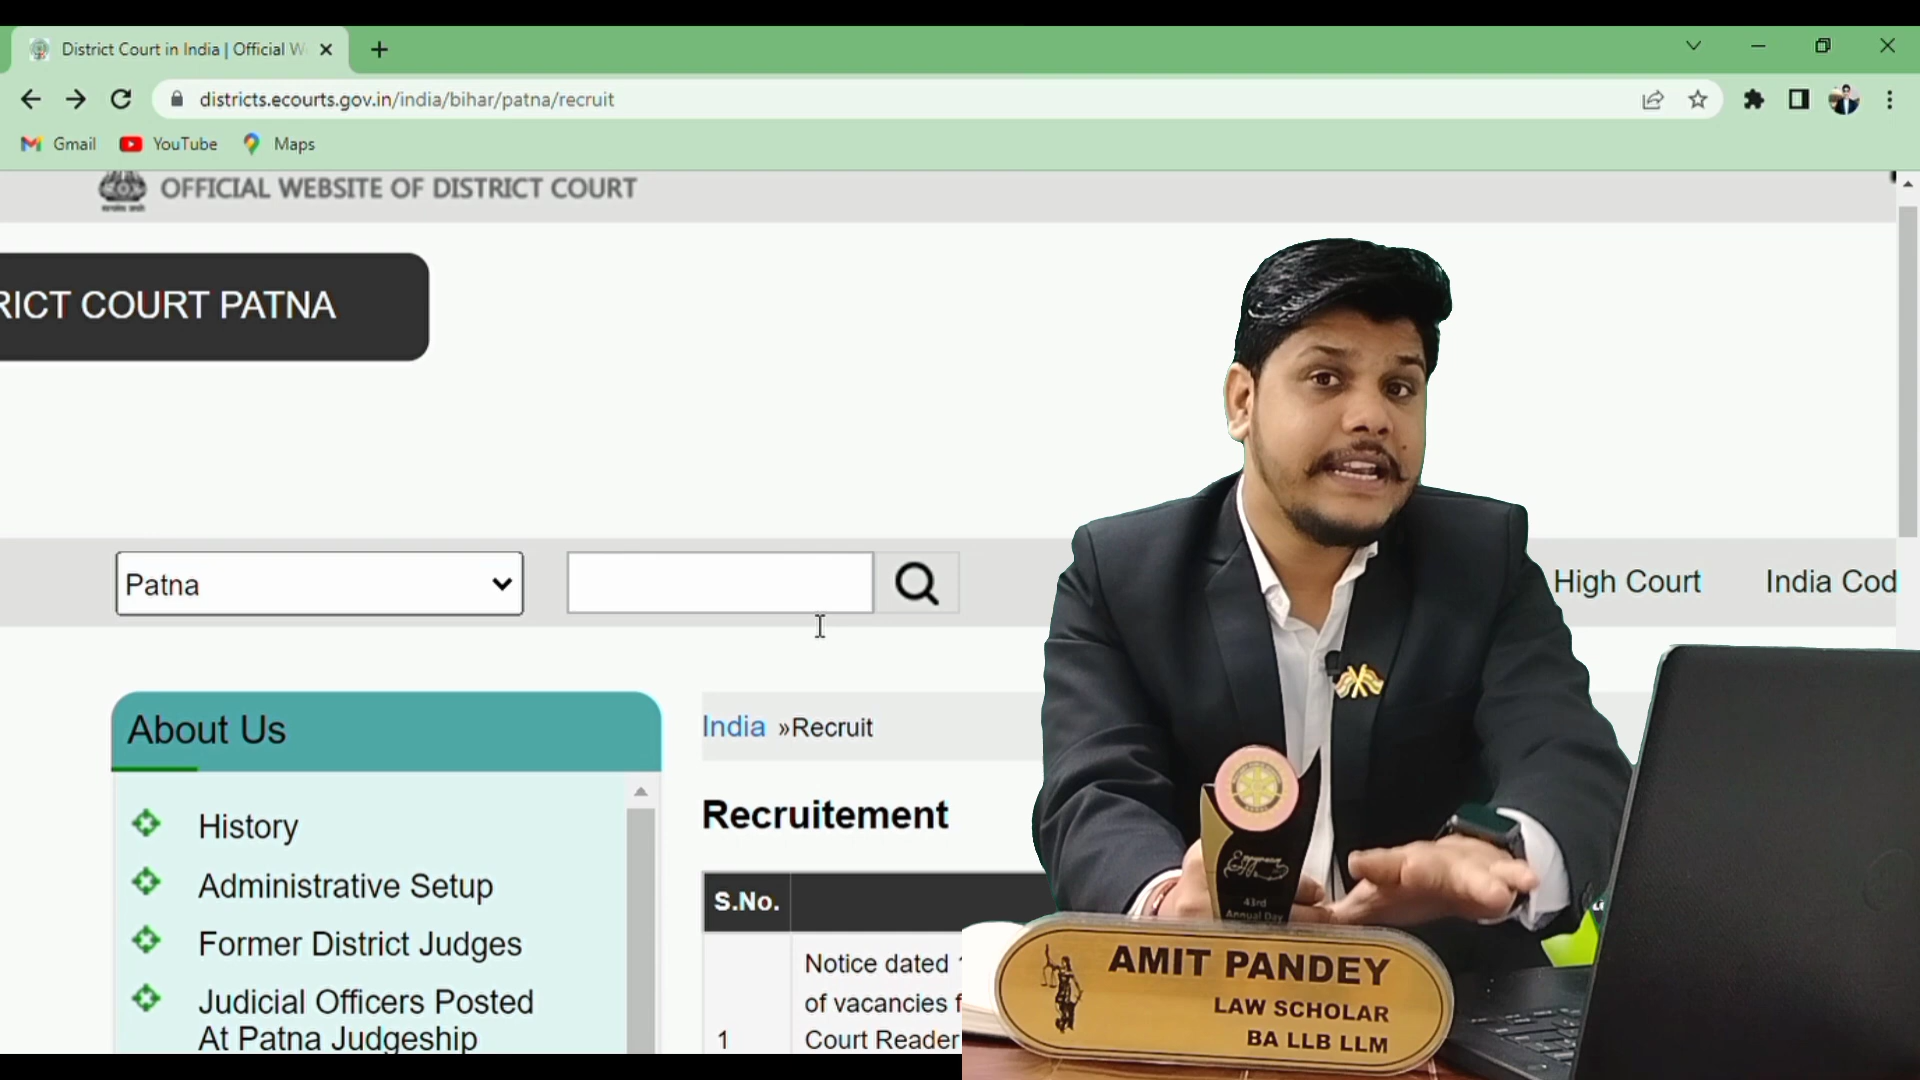 District Court in India | Official W
districts.ecourts.gov.in/india/bihar/patna/recruit
Gmail
YouTube
Maps
OFFICIAL WEBSITE OF DISTRICT COURT
RICT COURT PATNA
Patna
High Court
India Cod
About Us
India »Recruit
History
Recruitement
Administrative Setup
S.No.
Former District Judges
Notice dated
of vacancies f
Judicial Officers Posted
At Patna Judgeship
1
Court Reader
43rd
Annual Day
AMIT PANDEY
LAW SCHOLAR
BA LLB LLM